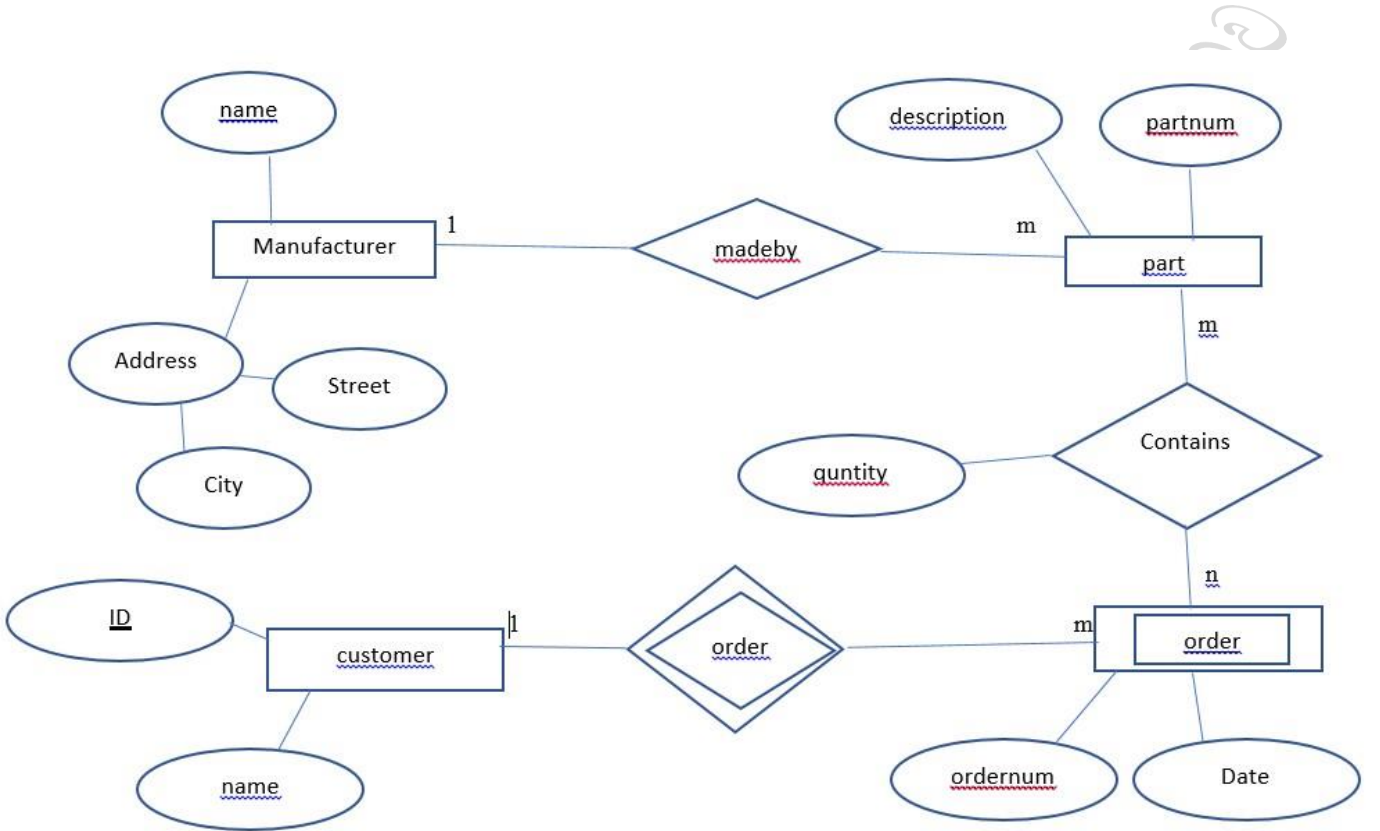 name
description
partnum
1
m
Manufacturer
madeby
part
m
Address
Street
Contains
City
quntity
n
ID
1
m
customer
order
order
name
ordernum
Date